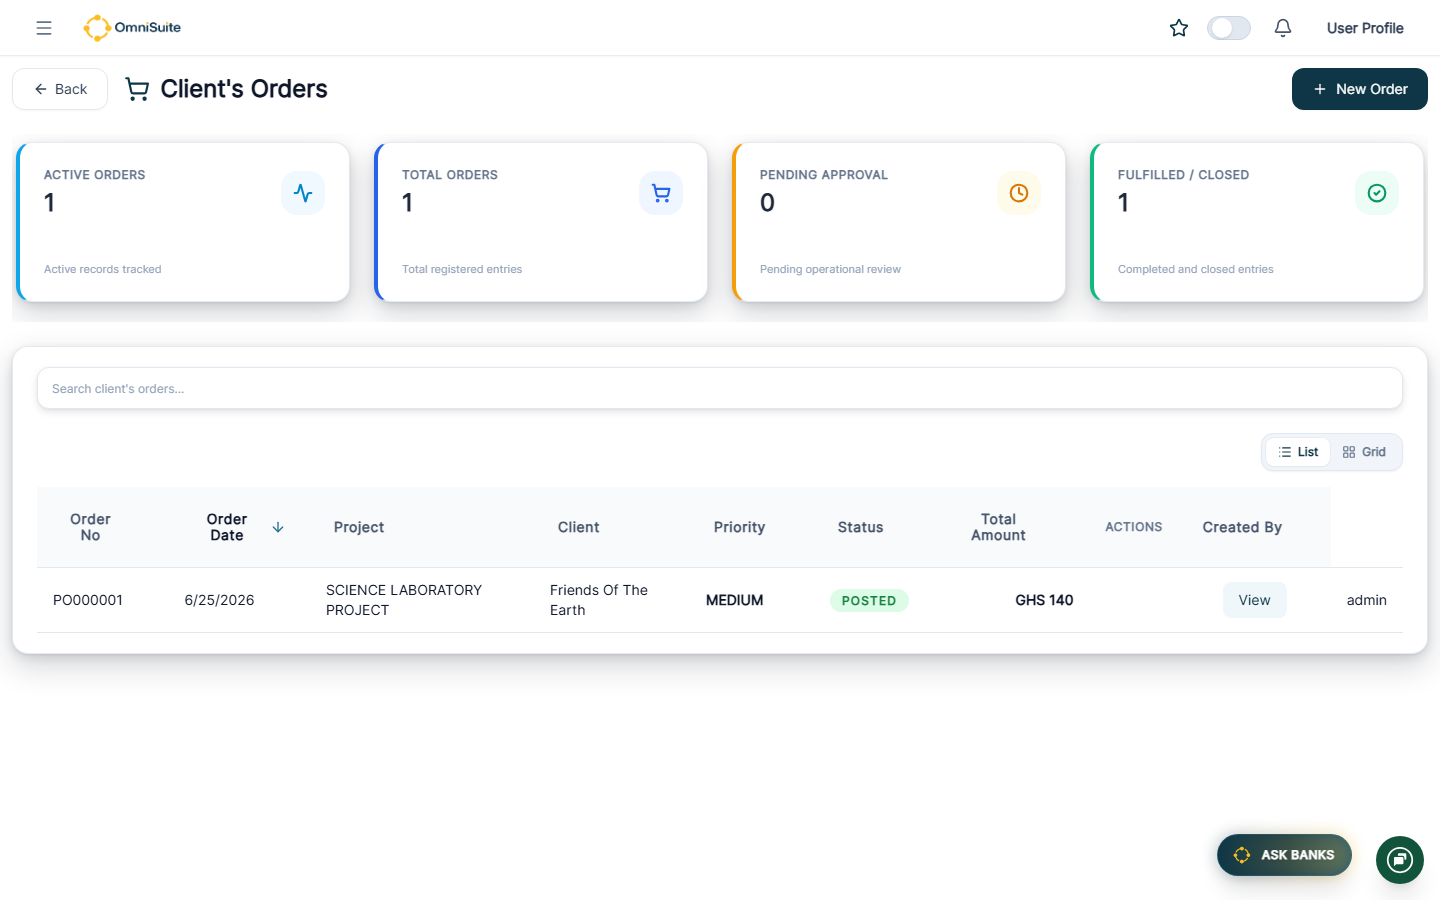 OmniSuite
User Profile
Back
Client's Orders
New Order
ACTIVE ORDERS
1
Active records tracked
TOTAL ORDERS
1
Total registered entries
PENDING APPROVAL
0
Pending operational review
FULFILLED / CLOSED
1
Completed and closed entries
Search client's orders...
List
Grid
Order No
Order Date
Project
Client
Priority
Status
Total Amount
ACTIONS
Created By
PO000001
6/25/2026
SCIENCE LABORATORY
PROJECT
Friends Of The
Earth
MEDIUM
POSTED
GHS 140
View
admin
ASK BANKS